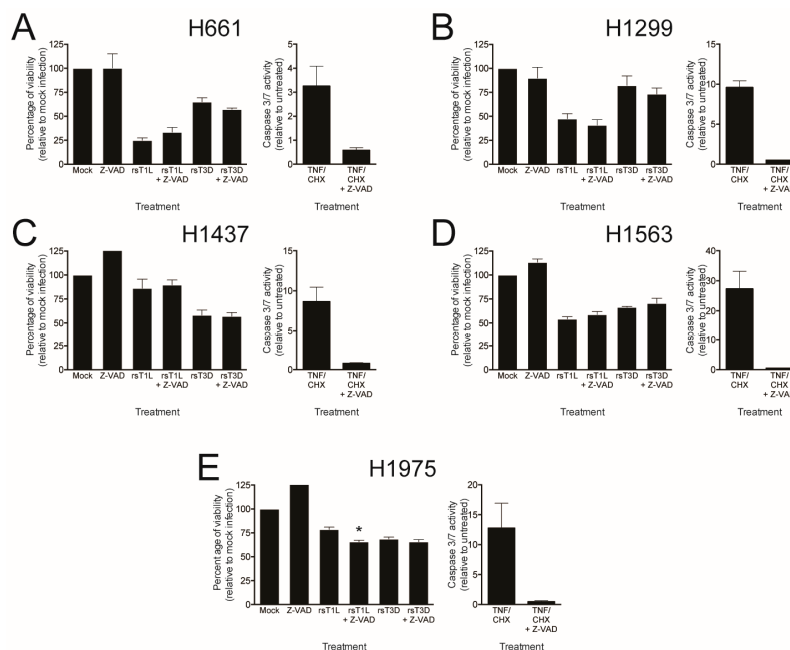 A
H661
Percentage of viability
(relative to mock infection)
125
100
75
50
25
0
Mock
Z-VAD
rsT1L
rsT1L
+ Z-VAD
rsT3D
rsT3D
+ Z-VAD
Treatment
Caspase 3/7 activity
(relative to untreated)
5
4
3
2
1
0
TNF/
CHX
TNF/
CHX
+ Z-VAD
Treatment
B
H1299
Percentage of viability
(relative to mock infection)
125
100
75
50
25
0
Mock
Z-VAD
rsT1L
rsT1L
+ Z-VAD
rsT3D
rsT3D
+ Z-VAD
Treatment
Caspase 3/7 activity
(relative to untreated)
15
10
5
0
TNF/
CHX
TNF/
CHX
+ Z-VAD
Treatment
C
H1437
Percentage of viability
(relative to mock infection)
125
100
75
50
25
0
Mock
Z-VAD
rsT1L
rsT1L
+ Z-VAD
rsT3D
rsT3D
+ Z-VAD
Treatment
Caspase 3/7 activity
(relative to untreated)
15
10
5
0
TNF/
CHX
TNF/
CHX
+ Z-VAD
Treatment
D
H1563
Percentage of viability
(relative to mock infection)
125
100
75
50
25
0
Mock
Z-VAD
rsT1L
rsT1L
+ Z-VAD
rsT3D
rsT3D
+ Z-VAD
Treatment
Caspase 3/7 activity
(relative to untreated)
40
30
20
10
0
TNF/
CHX
TNF/
CHX
+ Z-VAD
Treatment
E
H1975
Percent age of viability
(relative to mock infection)
125
100
75
50
25
0
*
Mock
Z-VAD
rsT1L
rsT1L
+ Z-VAD
rsT3D
rsT3D
+ Z-VAD
Treatment
Caspase 3/7 activity
(relative to untreated)
20
15
10
5
0
TNF/
CHX
TNF/
CHX
+ Z-VAD
Treatment